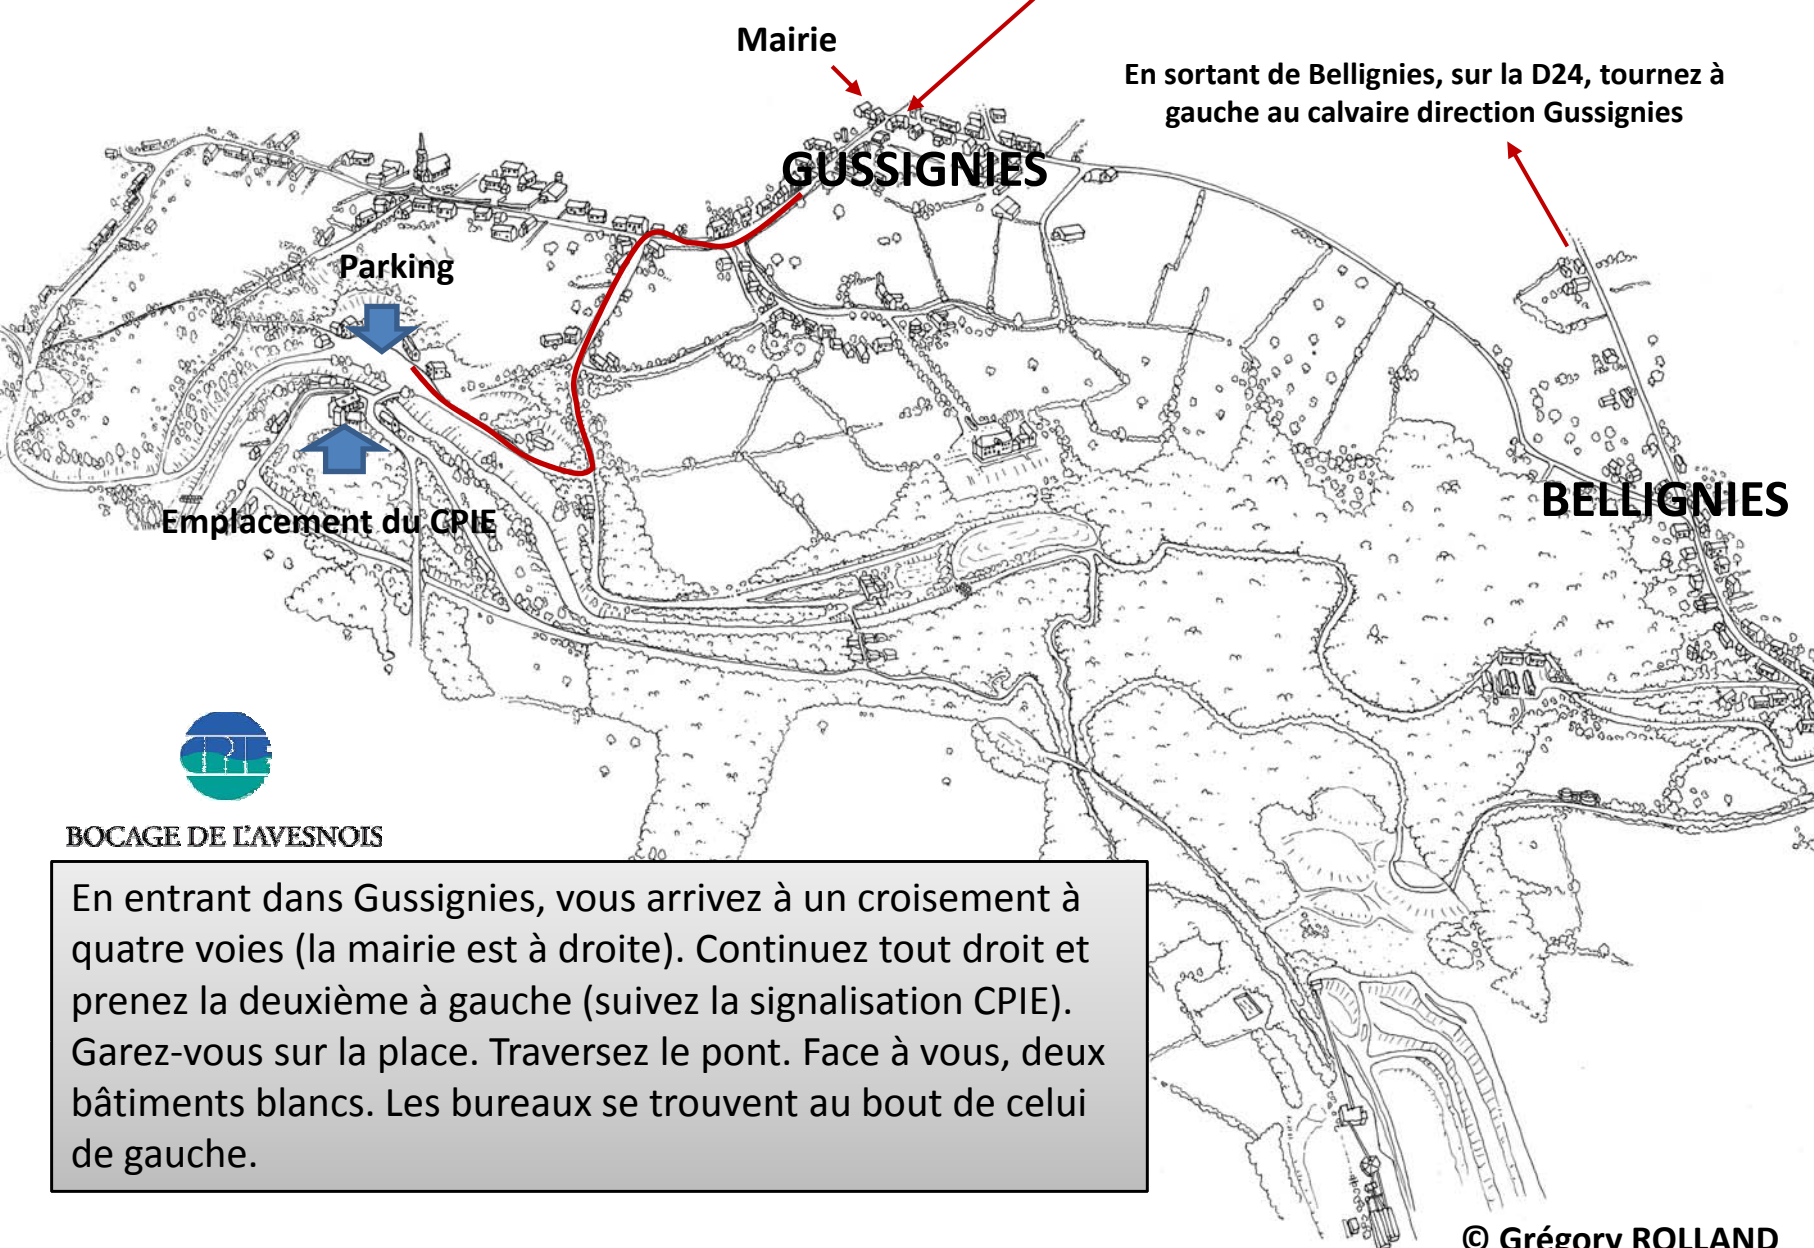 Mairie
En sortant de Bellignies, sur la D24, tournez à
gauche au calvaire direction Gussignies
GUSSIGNIES
Parking
BELLIGNIES
Emplacement du CPIE
CPIE
BOCAGE DE L'AVESNOIS
En entrant dans Gussignies, vous arrivez à un croisement à
quatre voies (la mairie est à droite). Continuez tout droit et
prenez la deuxième à gauche (suivez la signalisation CPIE).
Garez-vous sur la place. Traversez le pont. Face à vous, deux
bâtiments blancs. Les bureaux se trouvent au bout de celui
de gauche.
© Grégory ROLLAND